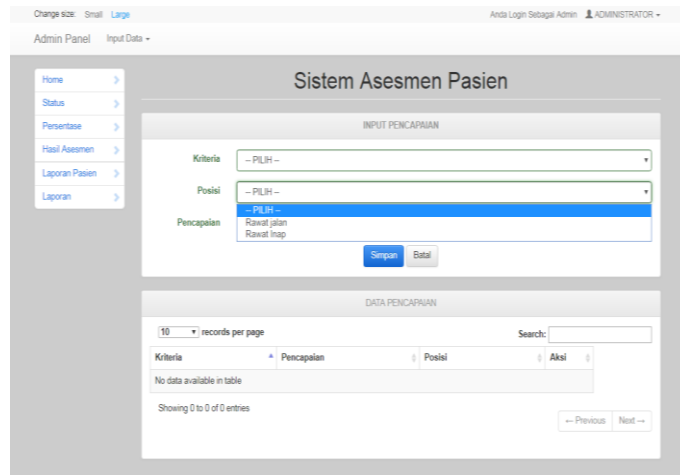 Change size: Small Large Anda Login Sebagai Admin ADMINISTRATOR
Admin Panel Input Data
Home
Status
Persentase
Hasil Asesmen
Laporan Pasien
Laporan
Sistem Asesmen Pasien
INPUT PENCAPAIAN
Kriteria -- PILIH --
Posisi -- PILIH --
-- PILIH --
Pencapaian Rawat jalan
Rawat Inap
Simpan Batal
DATA PENCAPAIAN
10 records per page Search:
Kriteria Pencapaian Posisi Aksi
No data available in table
Showing 0 to 0 of 0 entries
← Previous Next →